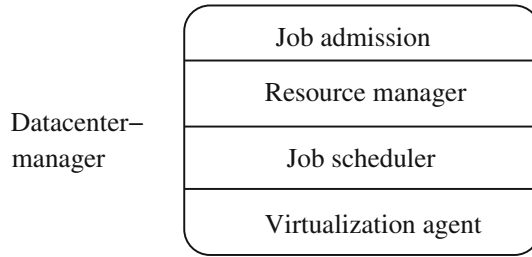 Job admission
Resource manager
Datacenter−
manager
Job scheduler
Virtualization agent